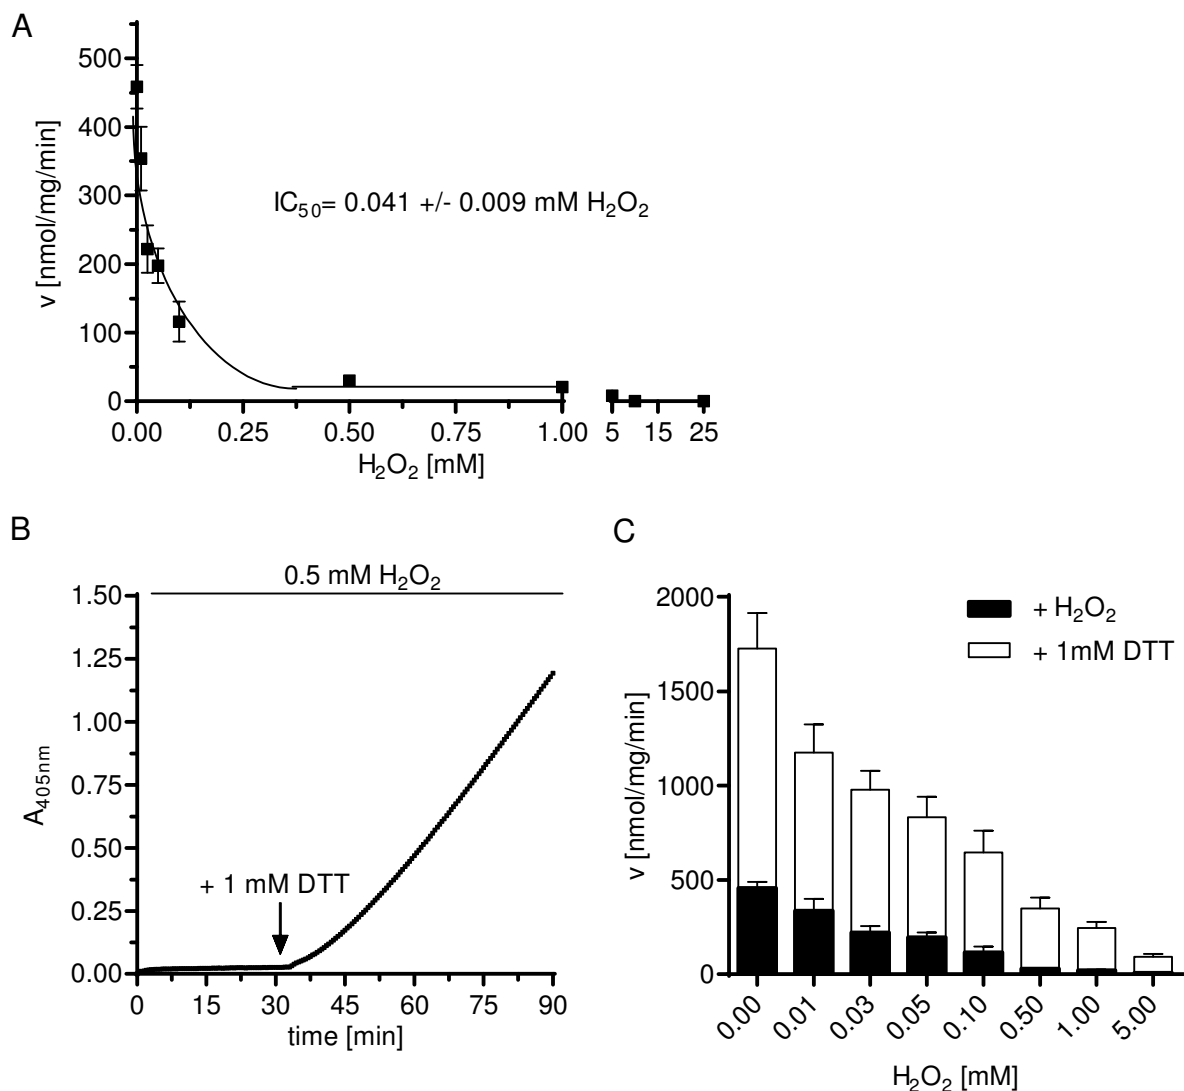 A
v [nmol/mg/min]
500
400
300
200
100
0
IC₅₀= 0.041 +/- 0.009 mM H₂O₂
0.00 0.25 0.50 0.75 1.00 5 15 25
H₂O₂ [mM]
B
0.5 mM H₂O₂
A₄₀₅ₙₘ
1.50
1.25
1.00
0.75
0.50
0.25
0.00
+ 1 mM DTT
0 15 30 45 60 75 90
time [min]
C
v [nmol/mg/min]
2000
1500
1000
500
0
+ H₂O₂
+ 1mM DTT
0.00 0.01 0.03 0.05 0.10 0.50 1.00 5.00
H₂O₂ [mM]